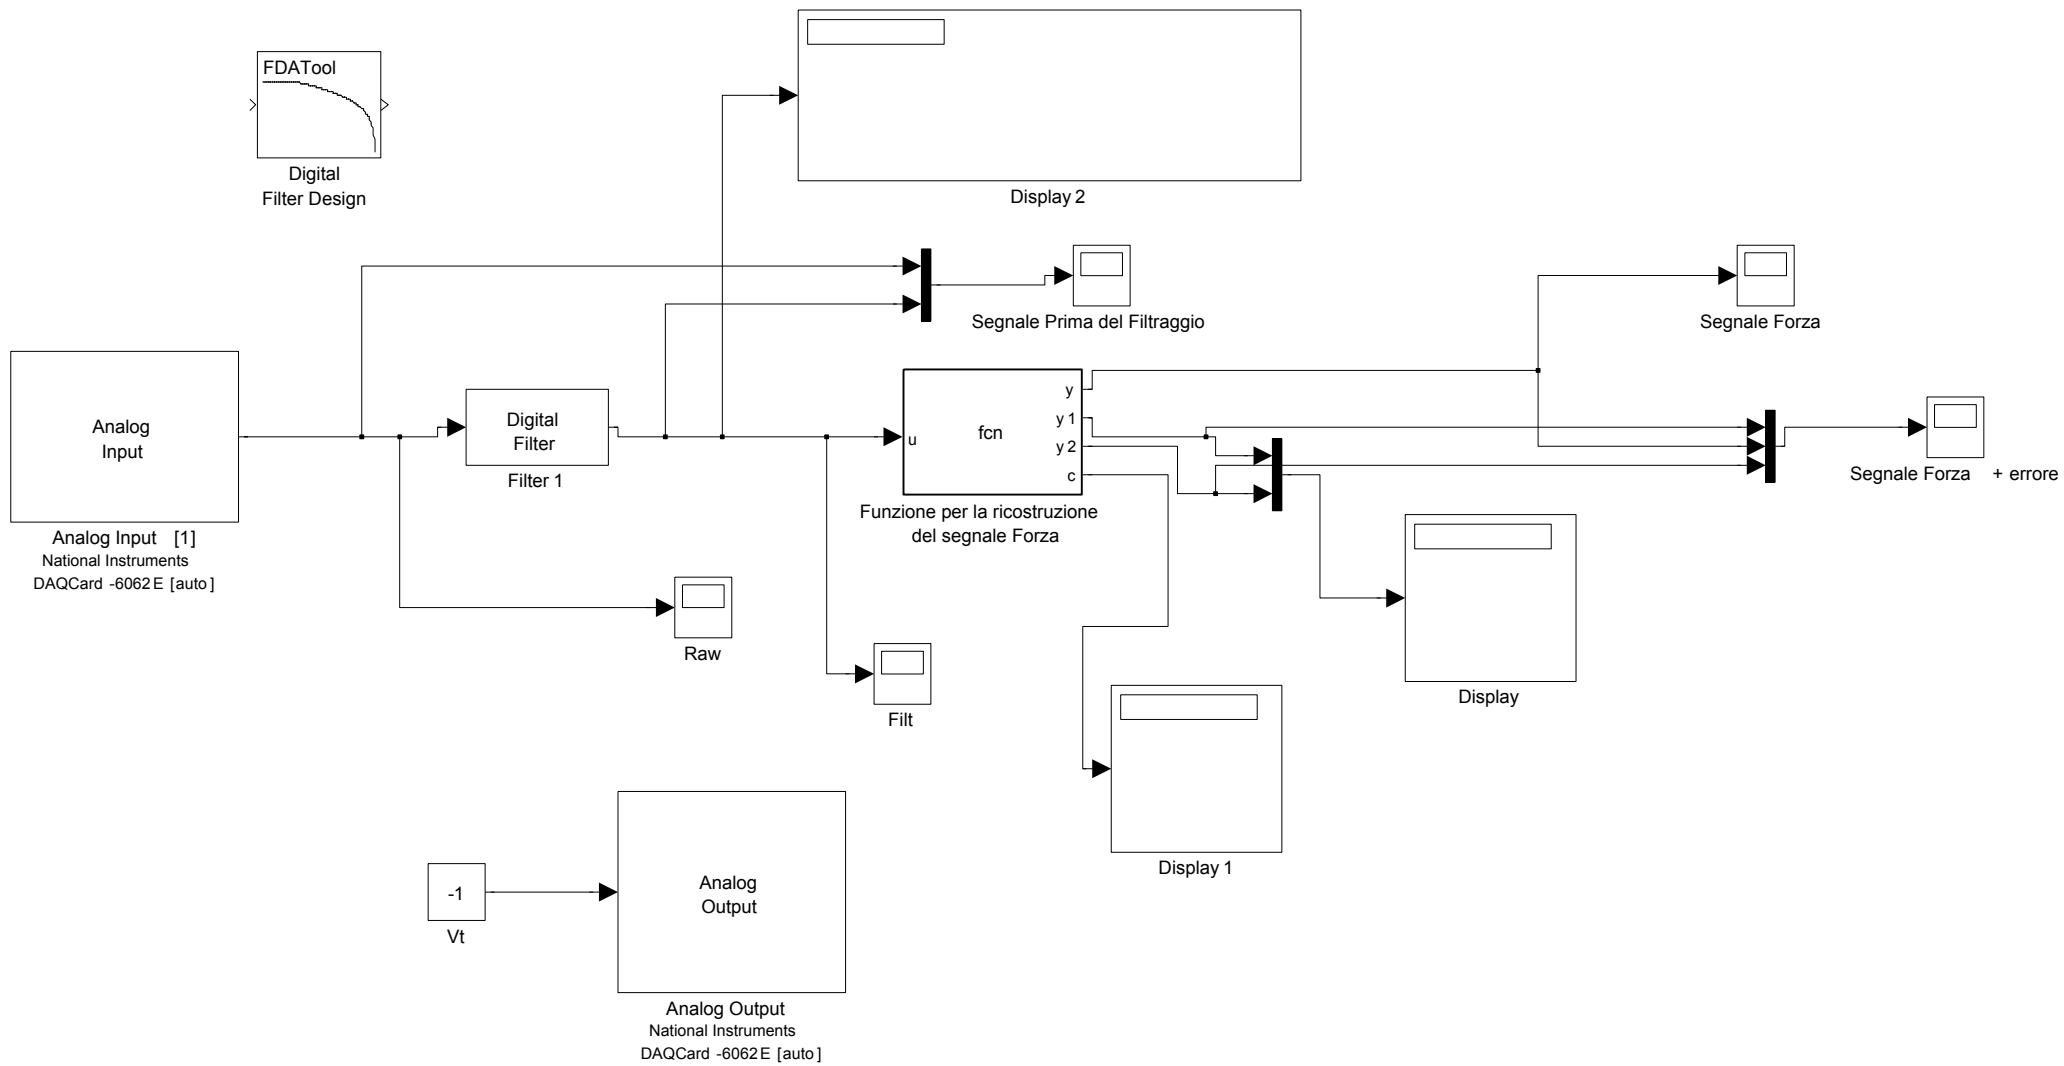 FDATool
Digital
Filter Design
Display 2
Segnale Prima del Filtraggio
Segnale Forza
Analog
Input
Analog Input [1]
National Instruments
DAQCard -6062 E [auto ]
Digital
Filter
Filter 1
u
fcn
y
y 1
y 2
c
Funzione per la ricostruzione
del segnale Forza
Segnale Forza + errore
Raw
Filt
Display
Display 1
-1
Vt
Analog
Output
Analog Output
National Instruments
DAQCard -6062 E [auto ]